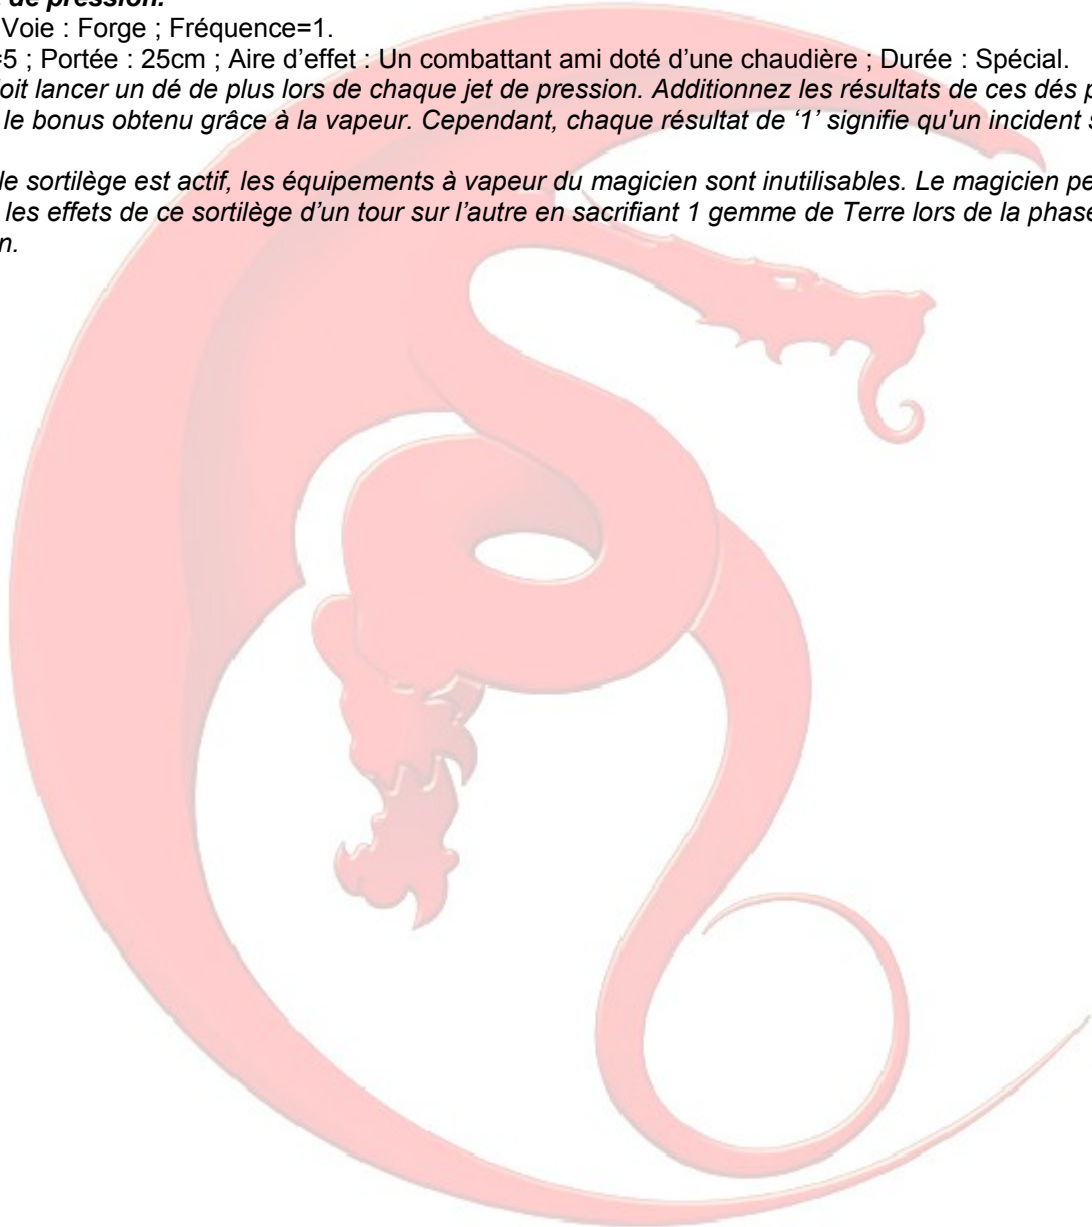 de pression.
Voie : Forge ; Fréquence=1.
5 ; Portée : 25cm ; Aire d’effet : Un combattant ami doté d’une chaudière ; Durée : Spécial.
oit lancer un dé de plus lors de chaque jet de pression. Additionnez les résultats de ces dés p
le bonus obtenu grâce à la vapeur. Cependant, chaque résultat de ‘1’ signifie qu'un incident s
le sortilège est actif, les équipements à vapeur du magicien sont inutilisables. Le magicien pe
les effets de ce sortilège d’un tour sur l’autre en sacrifiant 1 gemme de Terre lors de la phase
n.